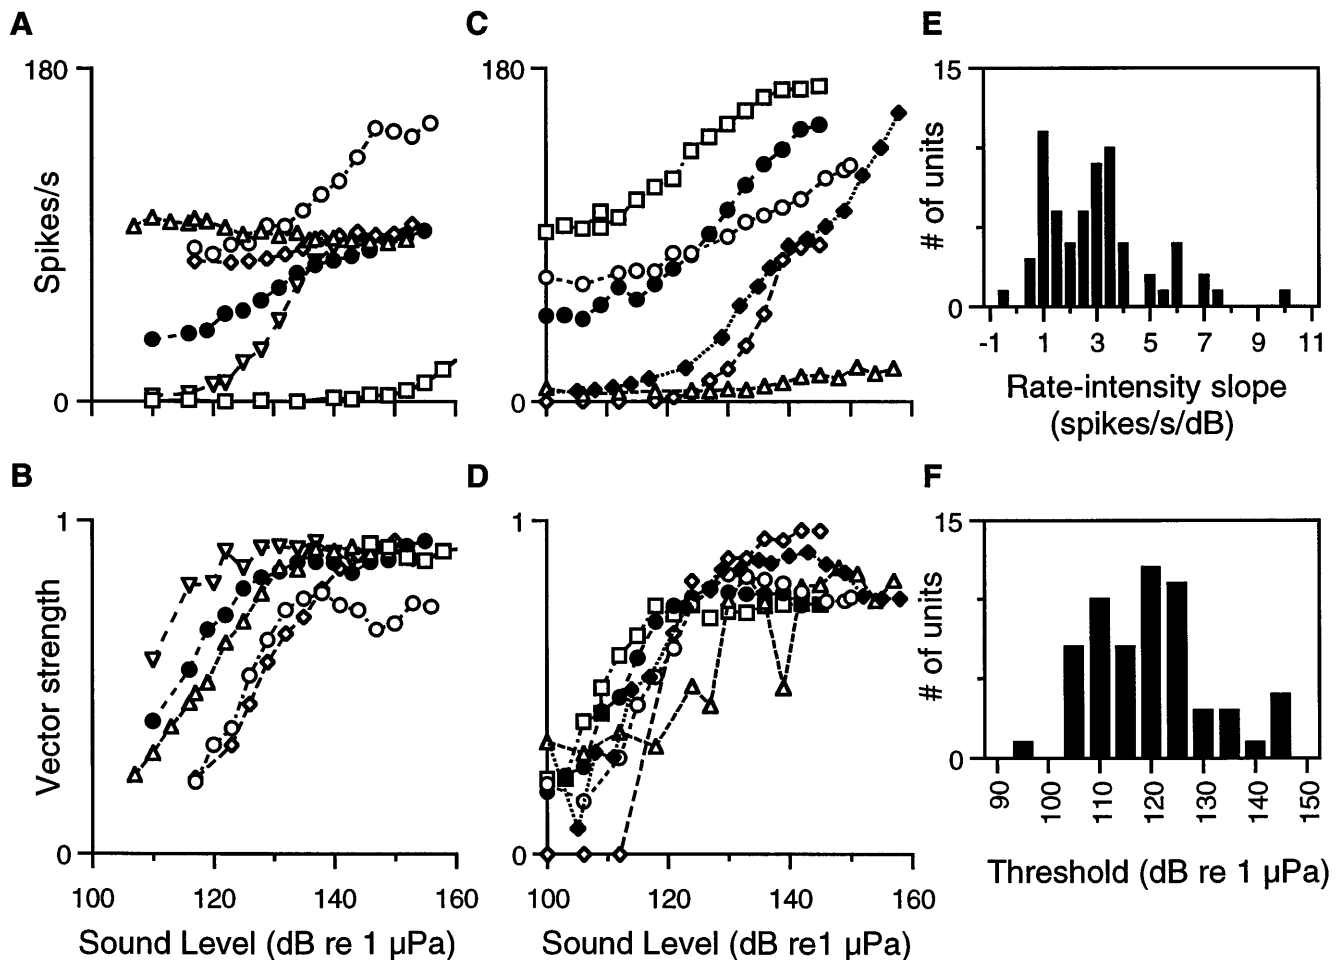 A
180
Spikes/s
0
B
1
Vector strength
0
100
120
140
160
Sound Level (dB re 1 µPa)
C
180
0
D
1
0
100
120
140
160
Sound Level (dB re1 µPa)
E
15
# of units
0
-1
1
3
5
7
9
11
Rate-intensity slope
(spikes/s/dB)
F
15
# of units
0
90
100
110
120
130
140
150
Threshold (dB re 1 µPa)